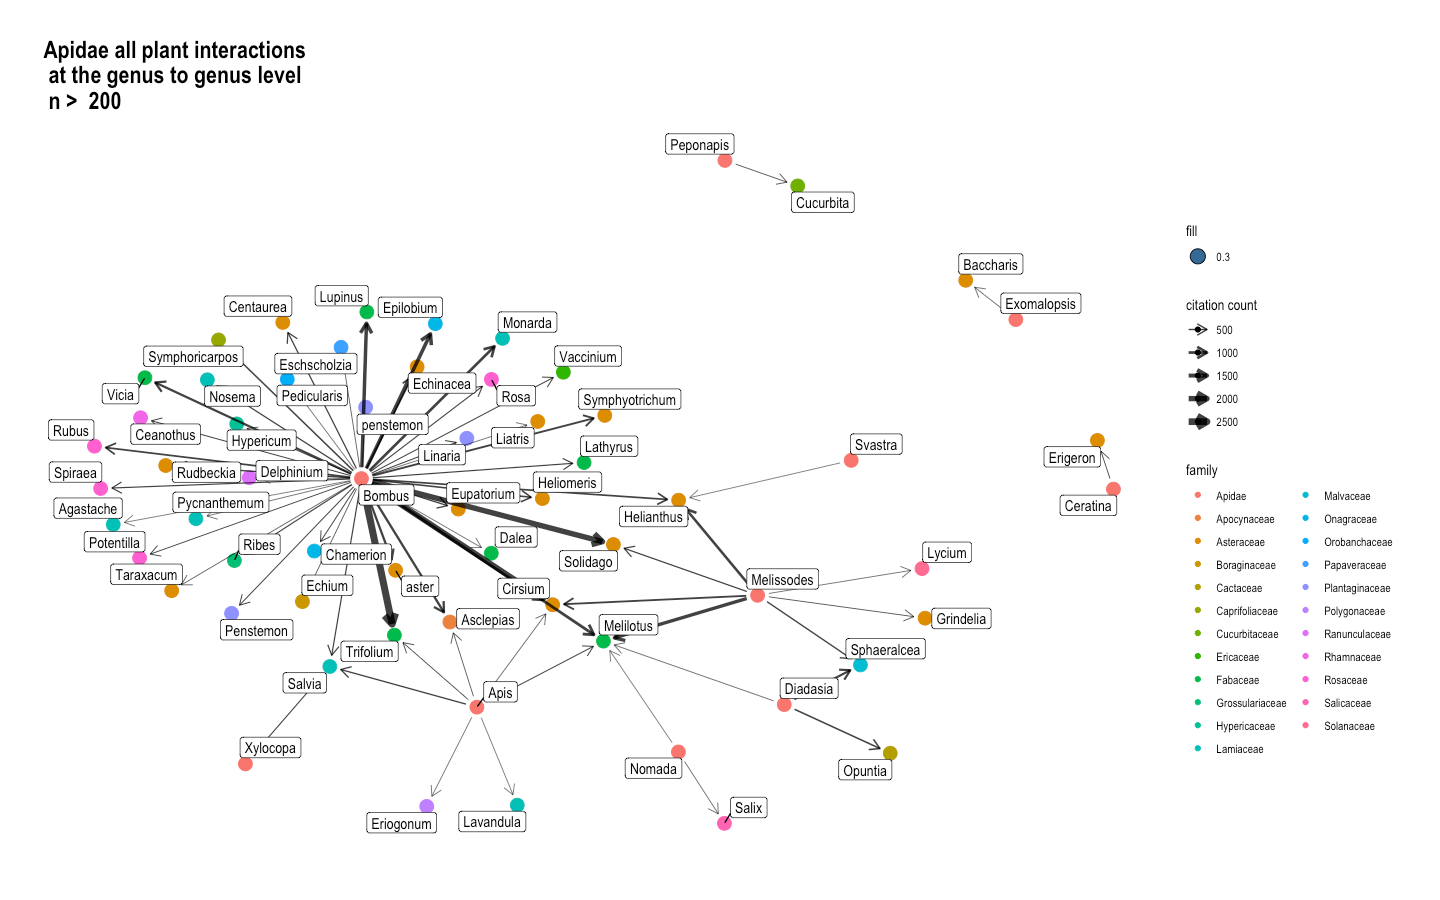 Apidae all plant interactions
at the genus to genus level
n > 200
Peponapis
Cucurbita
Baccharis
Exomalopsis
Lupinus
Epilobium
Centaurea
Monarda
Symphoricarpos
Eschscholzia
Vaccinium
Vicia
Nosema
Pedicularis
Echinacea
Rosa
Symphyotrichum
Rubus
Ceanothus
Hypericum
penstemon
Liatris
Linaria
Lathyrus
Svastra
Erigeron
Spiraea
Rudbeckia
Delphinium
Heliomeris
Agastache
Pycnanthemum
Bombus
Eupatorium
Helianthus
Ceratina
Potentilla
Ribes
Chamerion
Dalea
Solidago
Lycium
Taraxacum
Echium
aster
Cirsium
Melissodes
Penstemon
Asclepias
Melilotus
Grindelia
Trifolium
Sphaeralcea
Salvia
Apis
Diadasia
Xylocopa
Nomada
Opuntia
Eriogonum
Lavandula
Salix
fill
0.3
citation count
500
1000
1500
2000
2500
family
Apidae
Apocynaceae
Asteraceae
Boraginaceae
Cactaceae
Caprifoliaceae
Cucurbitaceae
Ericaceae
Fabaceae
Grossulariaceae
Hypericaceae
Lamiaceae
Malvaceae
Onagraceae
Orobanchaceae
Papaveraceae
Plantaginaceae
Polygonaceae
Ranunculaceae
Rhamnaceae
Rosaceae
Salicaceae
Solanaceae